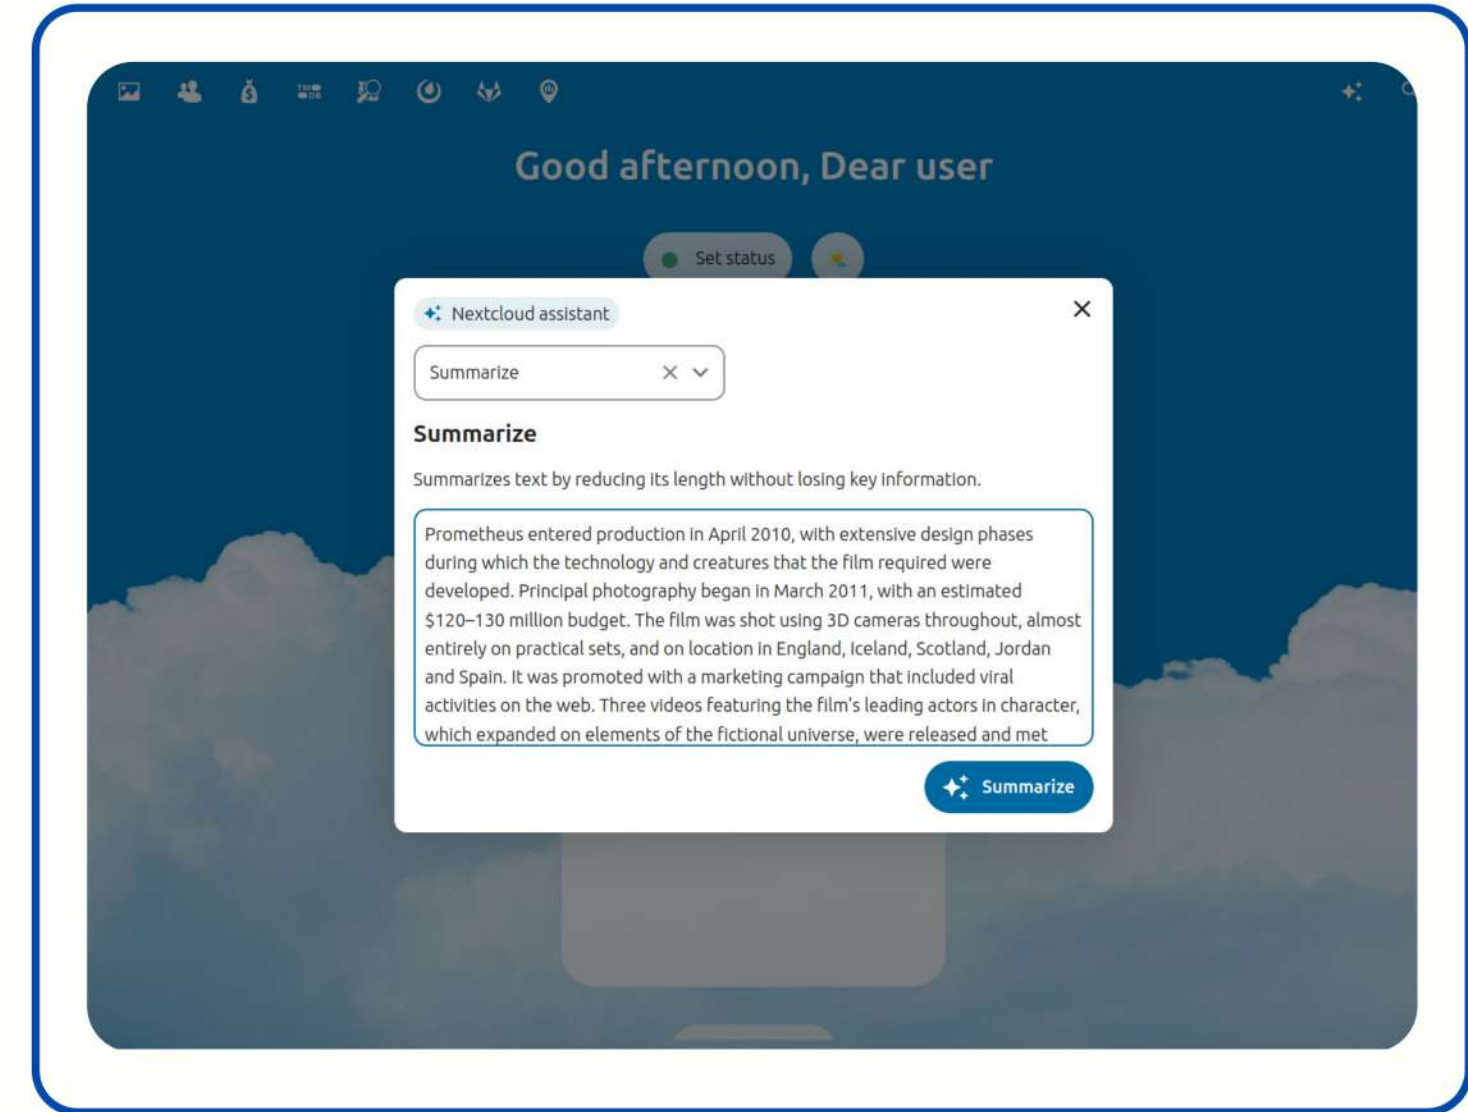 Good afternoon, Dear user
Set status
Nextcloud assistant
Summarize
Summarize
Summarizes text by reducing its length without losing key information.
Prometheus entered production in April 2010, with extensive design phases
during which the technology and creatures that the film required were
developed. Principal photography began in March 2011, with an estimated
$120–130 million budget. The film was shot using 3D cameras throughout, almost
entirely on practical sets, and on location in England, Iceland, Scotland, Jordan
and Spain. It was promoted with a marketing campaign that included viral
activities on the web. Three videos featuring the film's leading actors in character,
which expanded on elements of the fictional universe, were released and met
Summarize